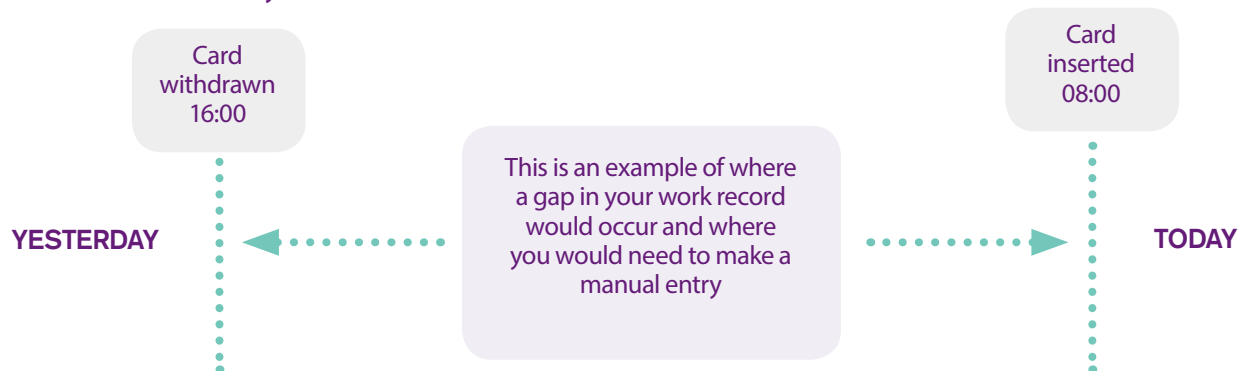 Card
withdrawn
16:00
Card
inserted
08:00
This is an example of where
a gap in your work record
would occur and where
you would need to make a
manual entry
YESTERDAY
TODAY